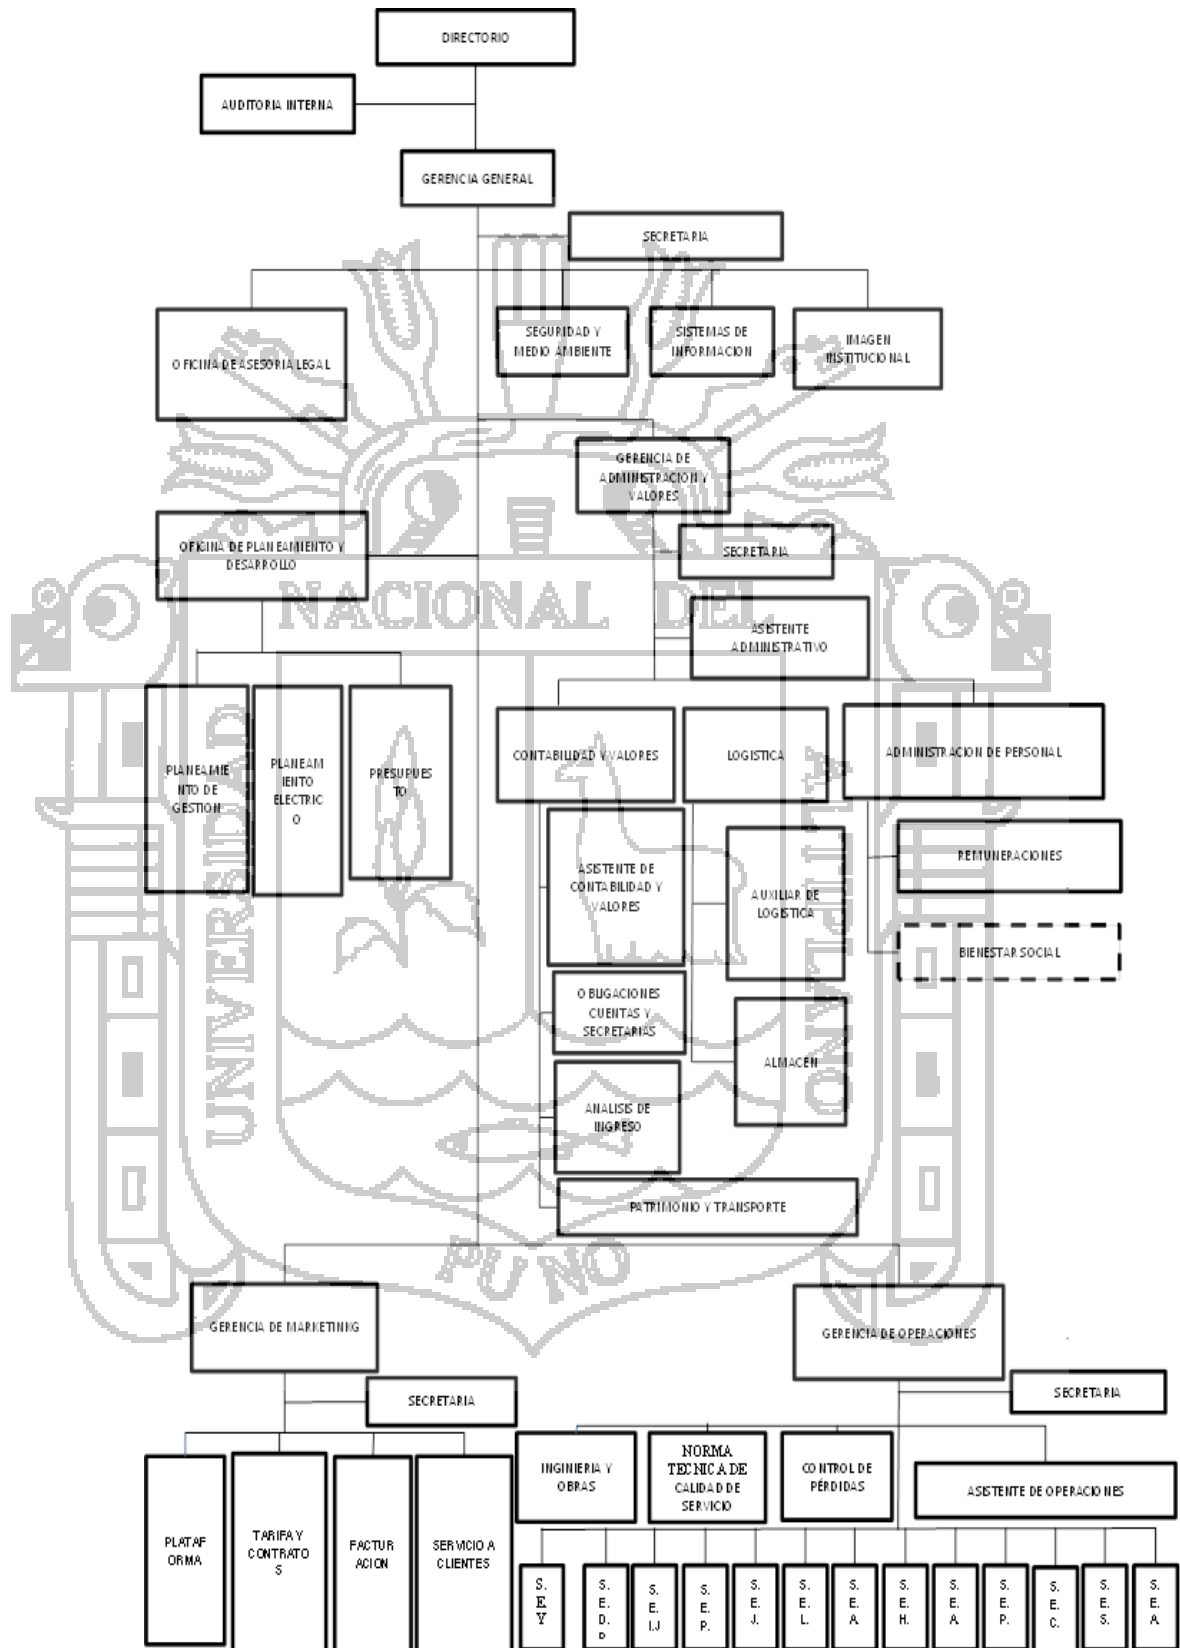 DIRECTORIO
AUDITORIA INTERNA
GERENCIA GENERAL
SECRETARIA
OFICINA DE ASESORIA LEGAL
SEGURIDAD Y
MEDIO AMBIENTE
SISTEMAS DE
INFORMACION
IMAGEN
INSTITUCIONAL
GERENCIA DE
ADMINISTRACION Y
VALORES
OFICINA DE PLANEAMIENTO Y
DESARROLLO
SECRETARIA
NACIONAL DEL
ASISTENTE
ADMINISTRATIVO
PLANEAMIE
NTO DE
GESTION
PLANEAM
IENTO
ELECTRIC
O
PRESUPUES
TO
CONTABILIDAD Y VALORES
LOGISTICA
ADMINISTRACION DE PERSONAL
UNIVERSIDAD
ALTIPLANO
ASISTENTE DE
CONTABILIDAD Y
VALORES
AUXILIAR DE
LOGISTICA
REMUNERACIONES
BIENESTAR SOCIAL
OBLIGACIONES
CUENTAS Y
SECRETARIAS
ALMACEN
ANALISIS DE
INGRESO
PATRIMONIO Y TRANSPORTE
PUNO
GERENCIA DE MARKETINKG
GERENCIA DE OPERACIONES
SECRETARIA
SECRETARIA
INGINIERIA Y
OBRAS
NORMA
TECNICA DE
CALIDAD DE
SERVICIO
CONTROL DE
PÉRDIDAS
ASISTENTE DE OPERACIONES
PLATAF
ORMA
TARIFA Y
CONTRATO
S
FACTUR
ACION
SERVICIO A
CLIENTES
S.
E Y
S.
E.
D.
P
S.
E.
I.J
S.
E.
P.
S.
E.
J.
S.
E.
L.
S.
E.
A.
S.
E.
H.
S.
E.
A.
S.
E.
P.
S.
E.
C.
S.
E.
S.
S.
E.
A.